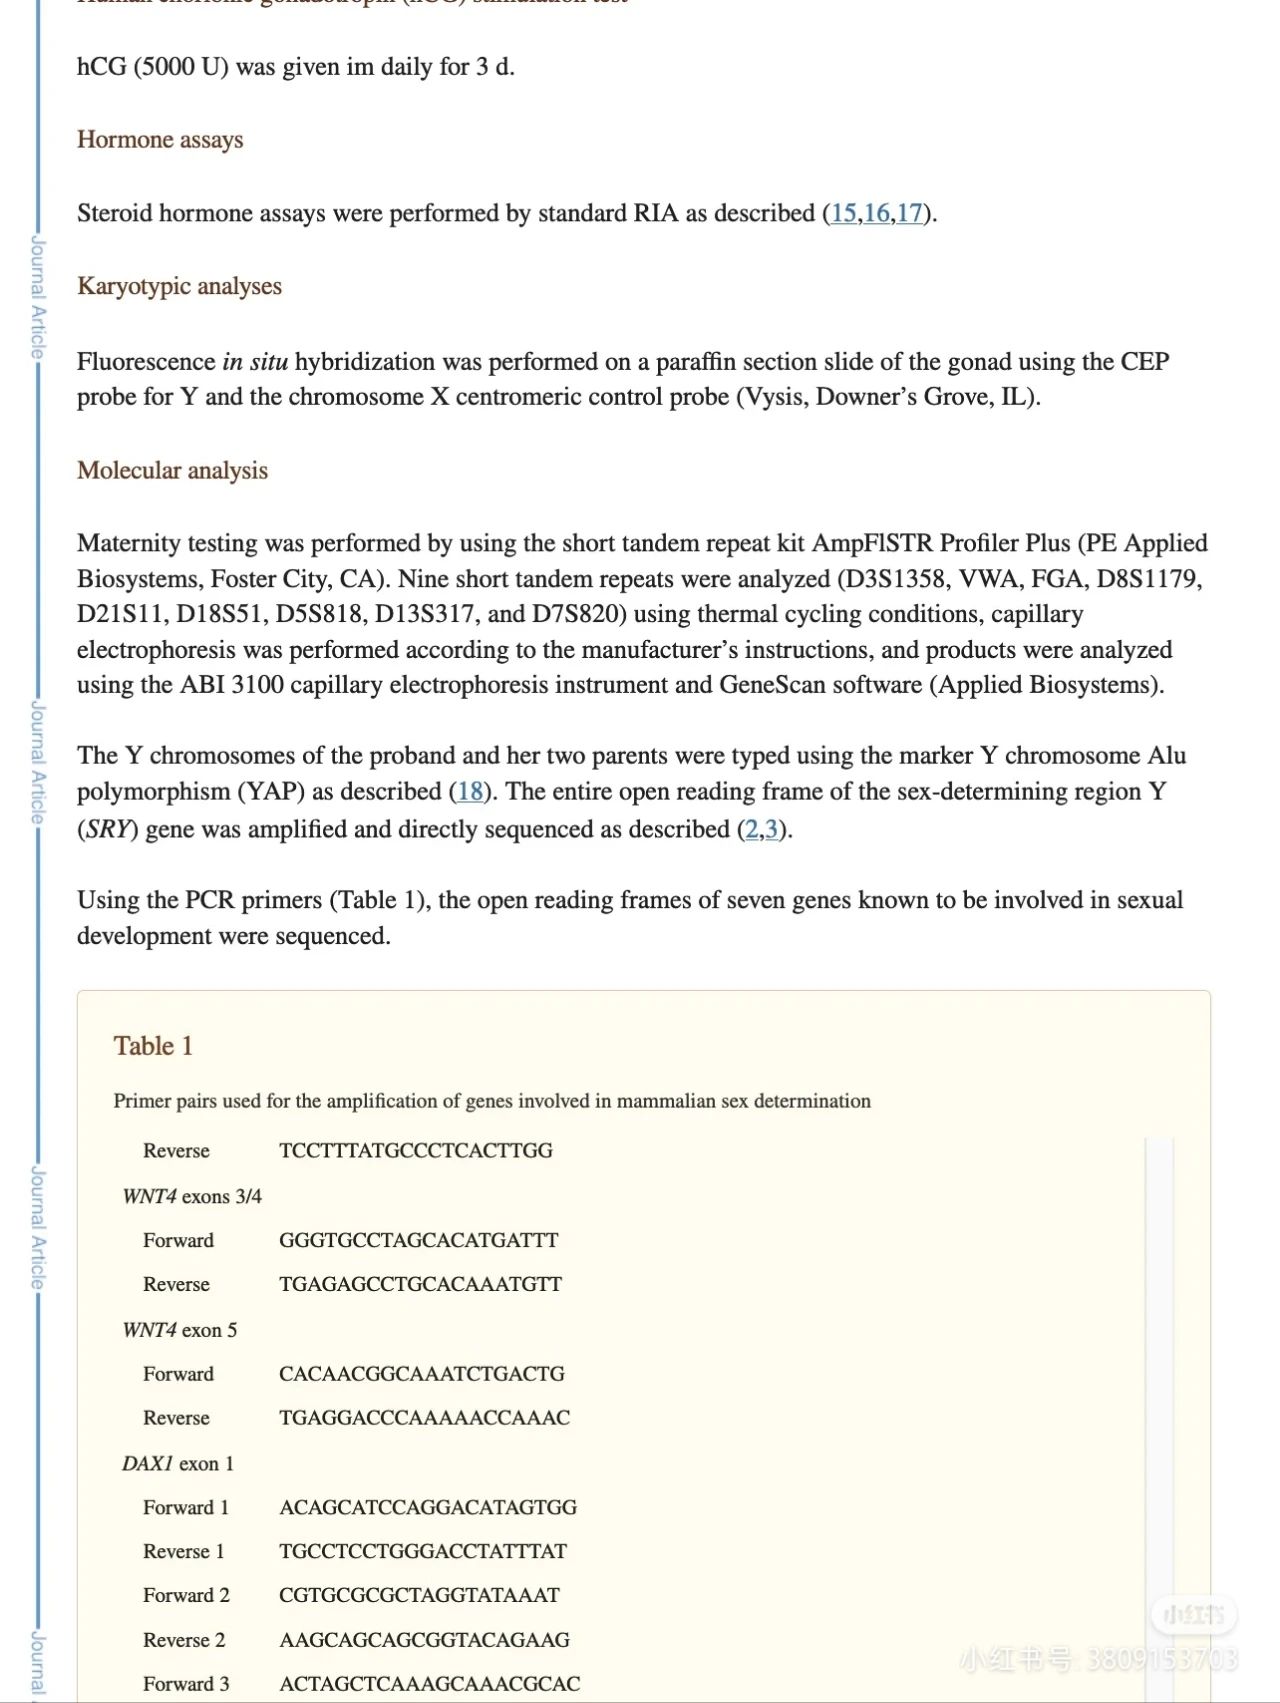 Human chorionic gonadotropin (hCG) stimulation test
hCG (5000 U) was given im daily for 3 d.
Hormone assays
Steroid hormone assays were performed by standard RIA as described (15,16,17).
Karyotypic analyses
Fluorescence in situ hybridization was performed on a paraffin section slide of the gonad using the CEP
probe for Y and the chromosome X centromeric control probe (Vysis, Downer’s Grove, IL).
Molecular analysis
Maternity testing was performed by using the short tandem repeat kit AmpFlSTR Profiler Plus (PE Applied
Biosystems, Foster City, CA). Nine short tandem repeats were analyzed (D3S1358, VWA, FGA, D8S1179,
D21S11, D18S51, D5S818, D13S317, and D7S820) using thermal cycling conditions, capillary
electrophoresis was performed according to the manufacturer’s instructions, and products were analyzed
using the ABI 3100 capillary electrophoresis instrument and GeneScan software (Applied Biosystems).
The Y chromosomes of the proband and her two parents were typed using the marker Y chromosome Alu
polymorphism (YAP) as described (18). The entire open reading frame of the sex-determining region Y
(SRY) gene was amplified and directly sequenced as described (2,3).
Using the PCR primers (Table 1), the open reading frames of seven genes known to be involved in sexual
development were sequenced.
Table 1
Primer pairs used for the amplification of genes involved in mammalian sex determination
Reverse TCCTTTATGCCCTCACTTGG
WNT4 exons 3/4
Forward GGGTGCCTAGCACATGATTT
Reverse TGAGAGCCTGCACAAATGTT
WNT4 exon 5
Forward CACAACGGCAAATCTGACTG
Reverse TGAGGACCCAAAAACCAAAC
DAX1 exon 1
Forward 1 ACAGCATCCAGGACATAGTGG
Reverse 1 TGCCTCCTGGGACCTATTTAT
Forward 2 CGTGCGCGCTAGGTATAAAT
Reverse 2 AAGCAGCAGCGGTACAGAAG
Forward 3 ACTAGCTCAAAGCAAACGCAC
Journal Article
Journal Article
Journal Article
Journal
小红书
小红书号: 3809153703